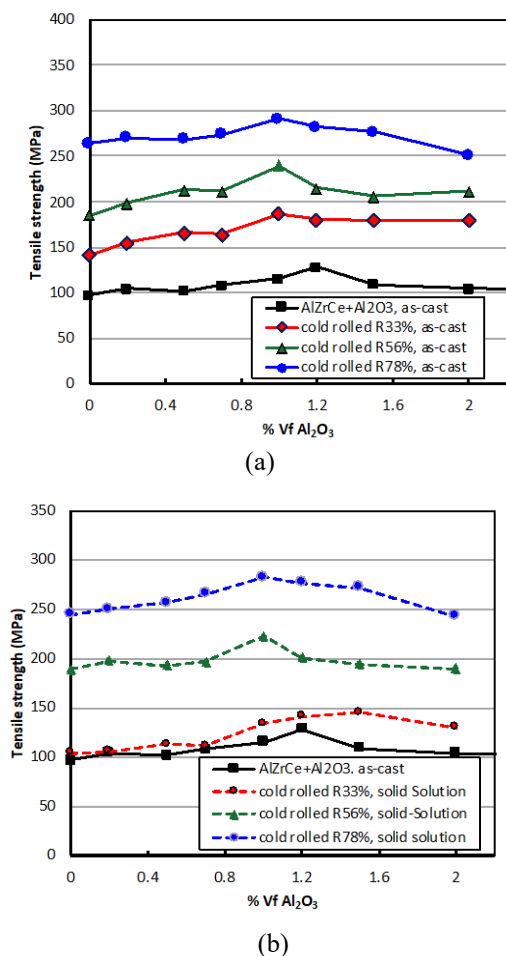 400
350
300
250
200
150
100
50
0
Tensile strength (MPa)
AlZrCe+Al2O3, as-cast
cold rolled R33%, as-cast
cold rolled R56%, as-cast
cold rolled R78%, as-cast
0 0.4 0.8 1.2 1.6 2
% Vf Al₂O₃
(a)
350
300
250
200
150
100
50
0
Tensile strength (MPa)
AlZrCe+Al2O3. as-cast
cold rolled R33%, solid Solution
cold rolled R56%, solid-Solution
cold rolled R78%, solid solution
0 0.4 0.8 1.2 1.6 2
% Vf Al₂O₃
(b)